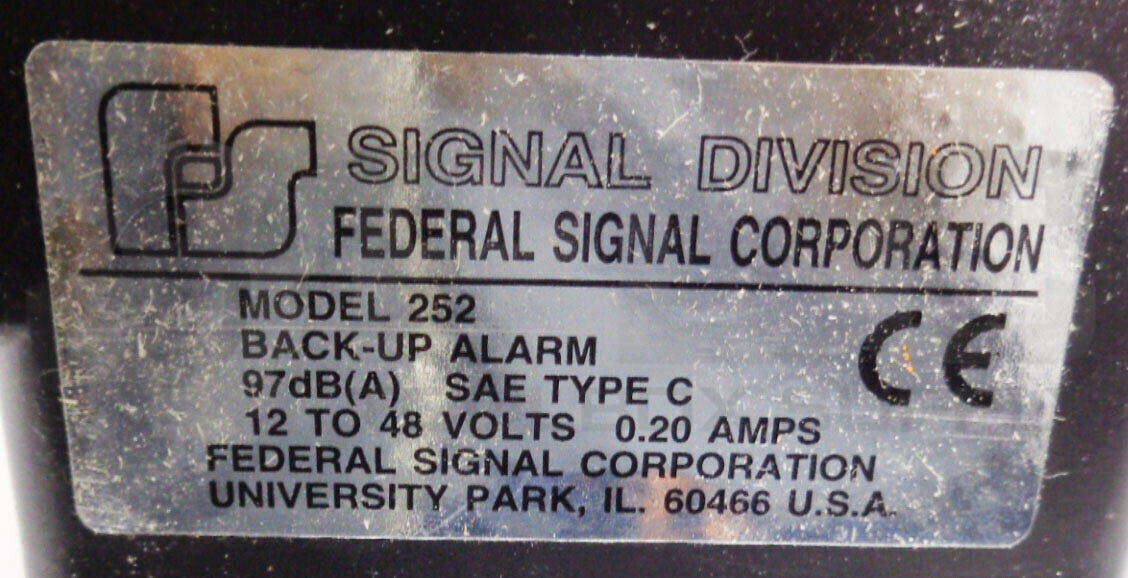 SIGNAL DIVISION
FEDERAL SIGNAL CORPORATION
MODEL 252
BACK-UP ALARM
97dB(A) SAE TYPE C
12 TO 48 VOLTS 0.20 AMPS
FEDERAL SIGNAL CORPORATION
UNIVERSITY PARK, IL. 60466 U.S.A.
CE